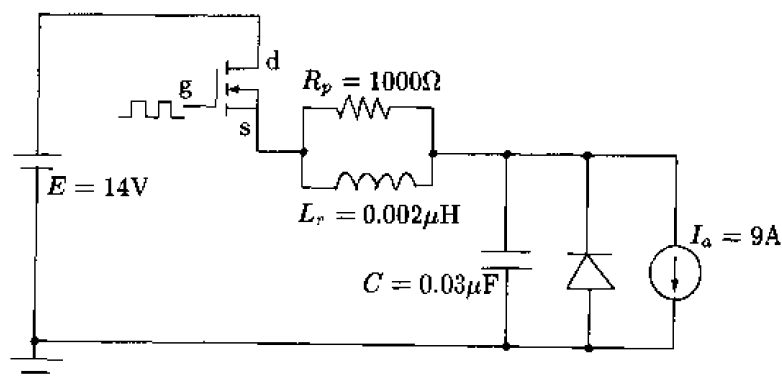 d
g
s
R_p = 1000Ω
E = 14V
L_r = 0.002μH
I_a = 9A
C = 0.03μF